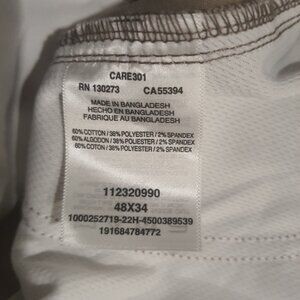 CARE301
RN 130273 CA55394
MADE IN BANGLADESH
HECHO EN BANGLADESH
FABRIQUE AU BANGLADESH
60% COTTON / 38% POLYESTER / 2% SPANDEX
60% ALGODON / 38% POLIESTER / 2% SPANDEX
60% COTON / 38% POLYESTER / 2% SPANDEX
112320990
48X34
1000252719-22H-4500389539
191684784772